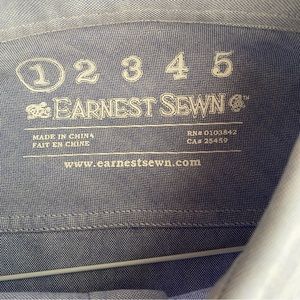 1 2 3 4 5
EARNEST SEWN
MADE IN CHINA
FAIT EN CHINE
RN# 0103842
CA# 25459
www.earnestsewn.com